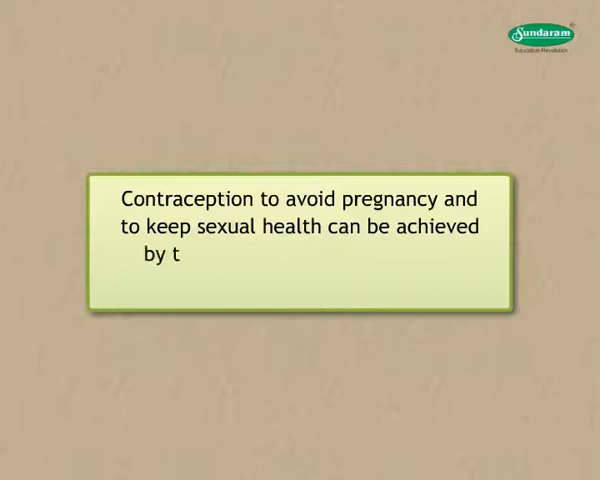 Sundaram
Education Revolution
Contraception to avoid pregnancy and
to keep sexual health can be achieved
by t